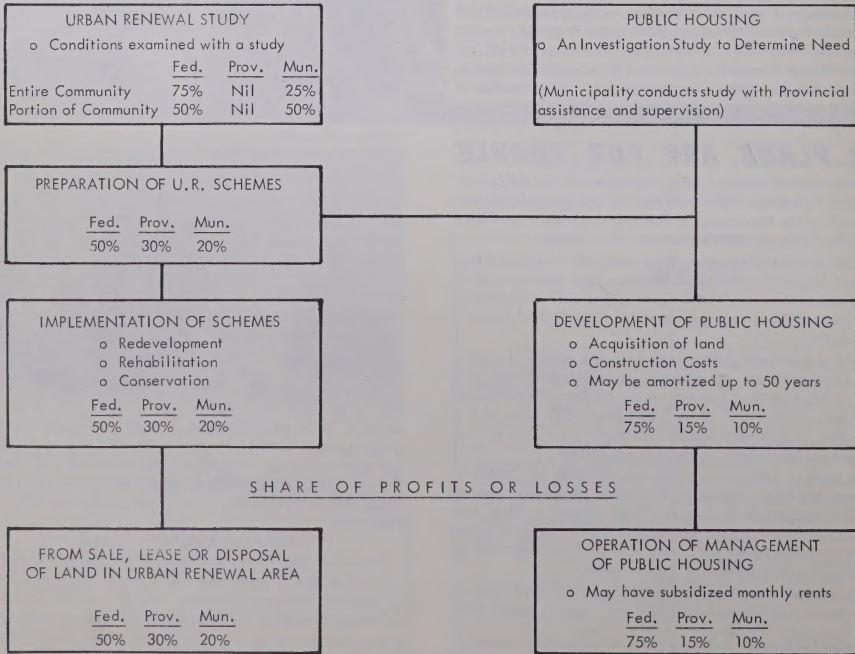 URBAN RENEWAL STUDY
o Conditions examined with a study
Fed. Prov. Mun.
Entire Community 75% Nil 25%
Portion of Community 50% Nil 50%
PUBLIC HOUSING
o An Investigation Study to Determine Need
(Municipality conducts study with Provincial
assistance and supervision)
PREPARATION OF U.R. SCHEMES
Fed. Prov. Mun.
50% 30% 20%
IMPLEMENTATION OF SCHEMES
o Redevelopment
o Rehabilitation
o Conservation
Fed. Prov. Mun.
50% 30% 20%
DEVELOPMENT OF PUBLIC HOUSING
o Acquisition of land
o Construction Costs
o May be amortized up to 50 years
Fed. Prov. Mun.
75% 15% 10%
SHARE OF PROFITS OR LOSSES
FROM SALE, LEASE OR DISPOSAL
OF LAND IN URBAN RENEWAL AREA
Fed. Prov. Mun.
50% 30% 20%
OPERATION OF MANAGEMENT
OF PUBLIC HOUSING
o May have subsidized monthly rents
Fed. Prov. Mun.
75% 15% 10%